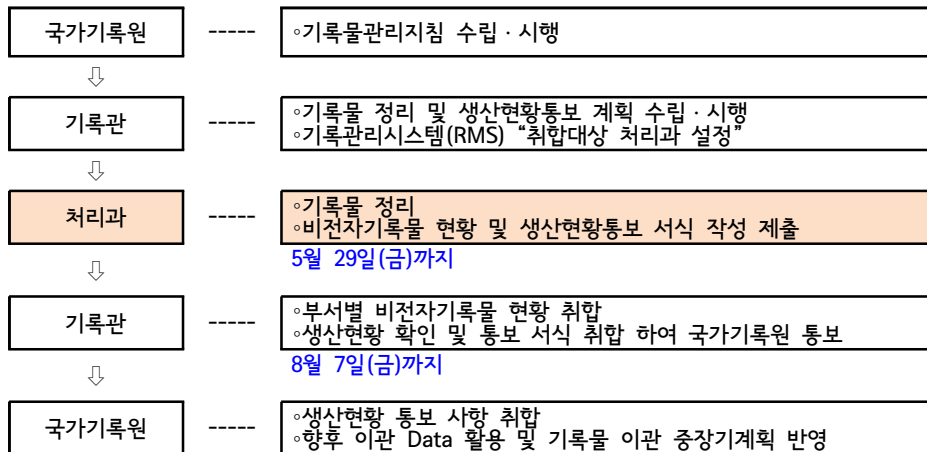 국가기록원 ----- ◦기록물관리지침 수립·시행
⇩
기록관 ----- ◦기록물 정리 및 생산현황통보 계획 수립·시행
◦기록관리시스템(RMS) “취합대상 처리과 설정”
⇩
처리과 ----- ◦기록물 정리
◦비전자기록물 현황 및 생산현황통보 서식 작성 제출
5월 29일(금)까지
⇩
기록관 ----- ◦부서별 비전자기록물 현황 취합
◦생산현황 확인 및 통보 서식 취합 하여 국가기록원 통보
8월 7일(금)까지
⇩
국가기록원 ----- ◦생산현황 통보 사항 취합
◦향후 이관 Data 활용 및 기록물 이관 중장기계획 반영